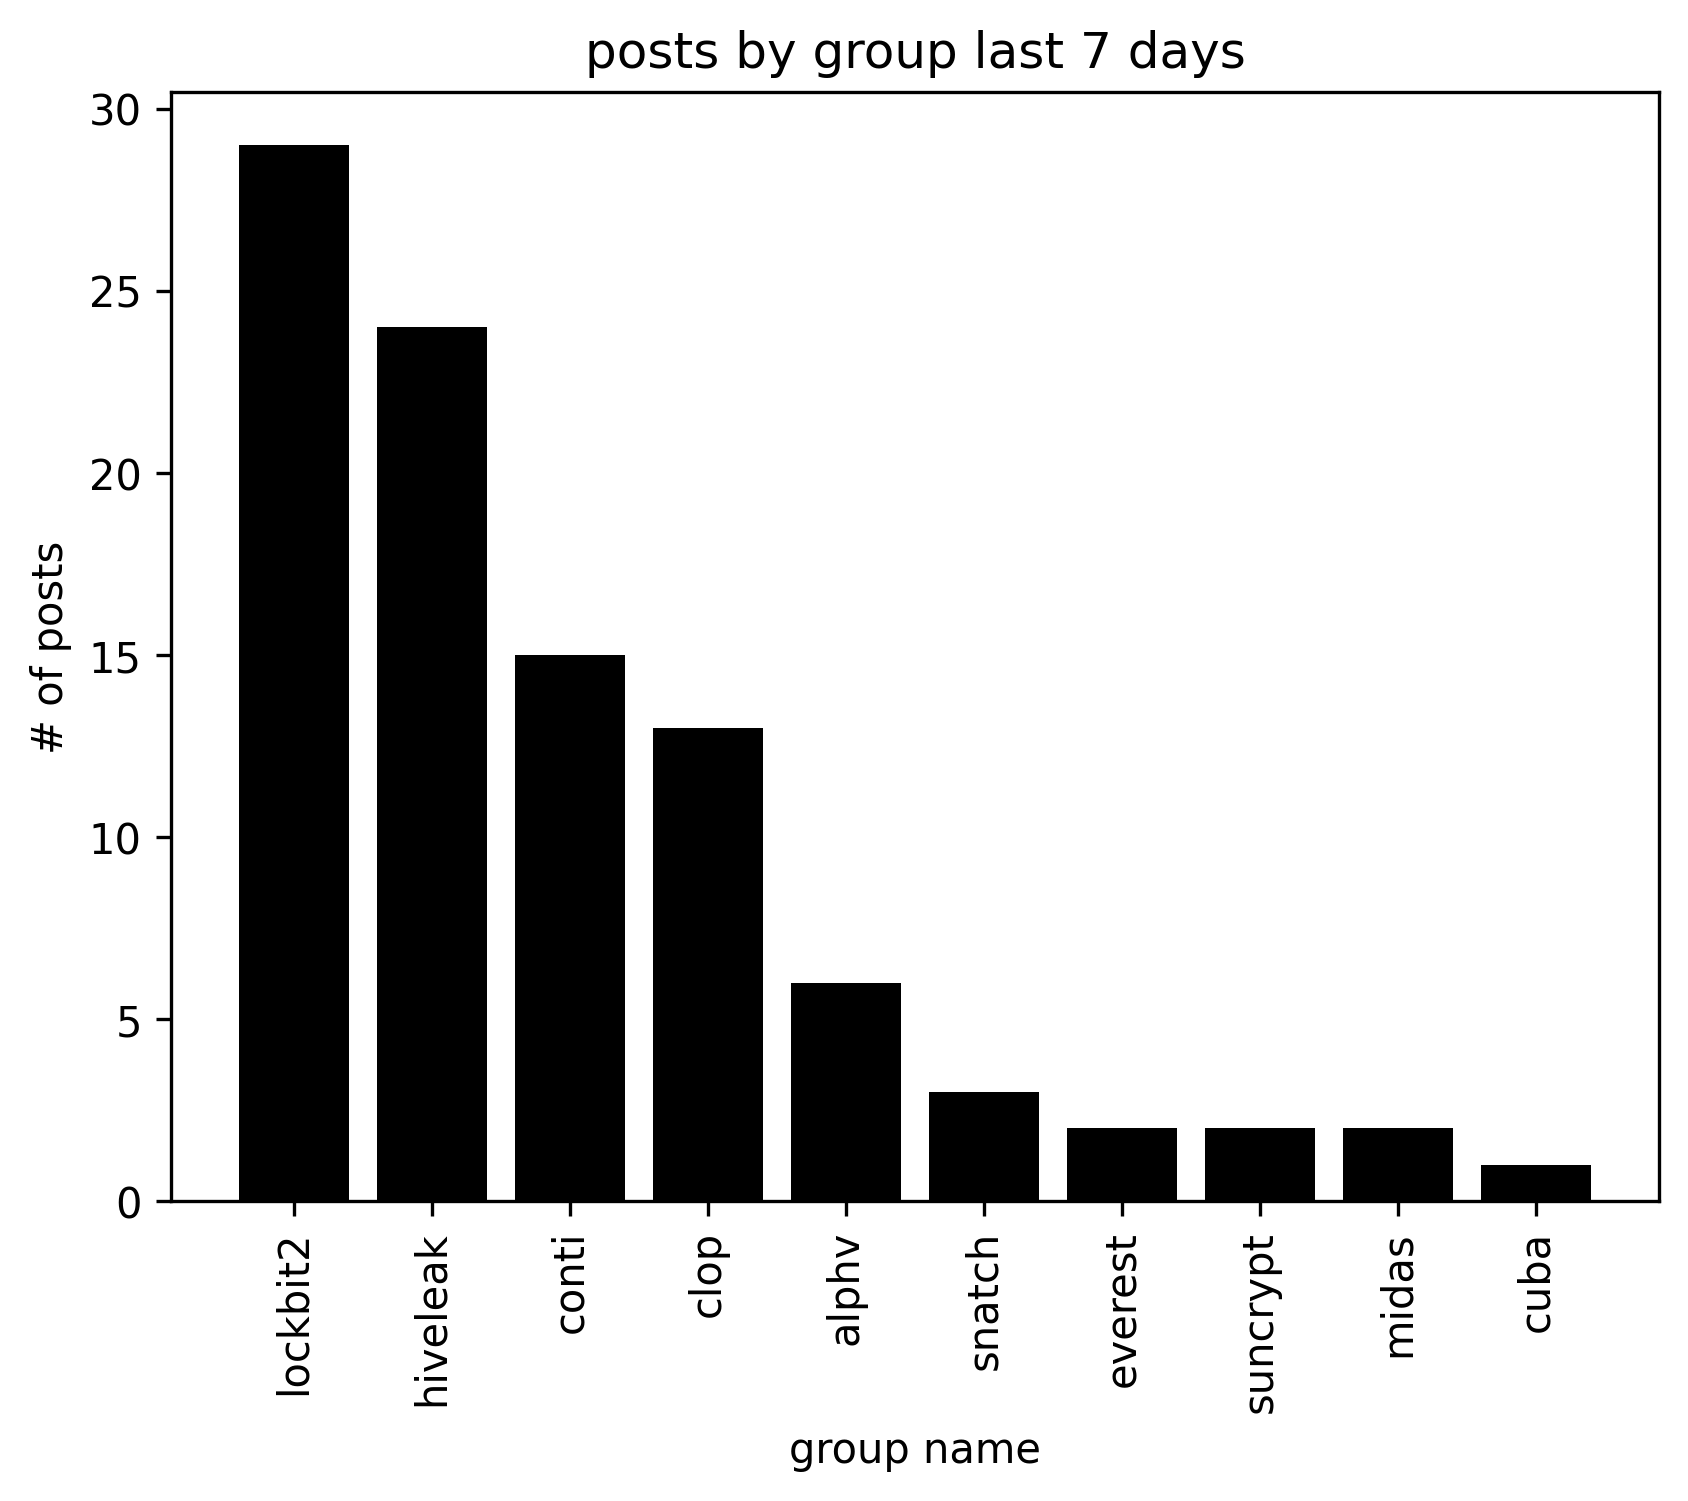 posts by group last 7 days
30
25
20
15
10
5
0
# of posts
lockbit2
hiveleak
conti
clop
alphv
snatch
everest
suncrypt
midas
cuba
group name